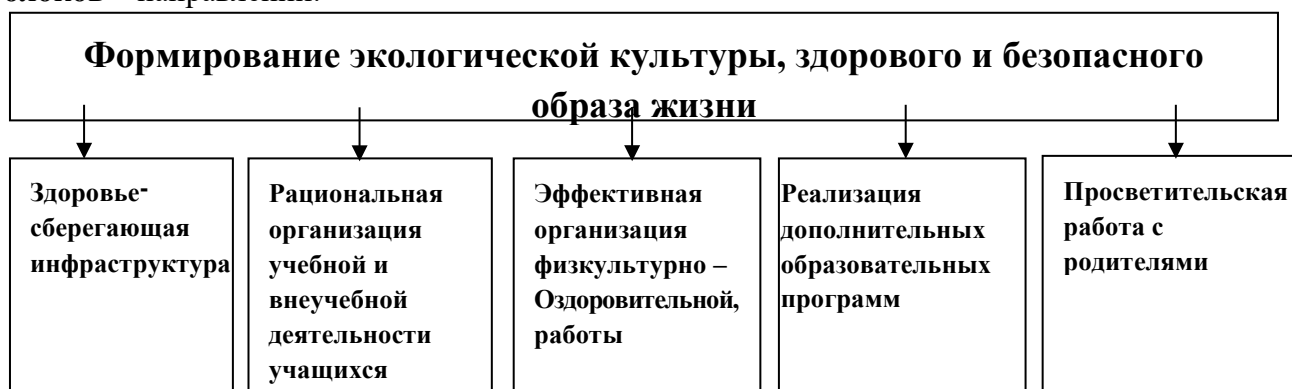 направлений.
Формирование экологической культуры, здорового и безопасного
образа жизни
Здоровье-
сберегающая
инфраструктура
Рациональная
организация
учебной и
внеучебной
деятельности
учащихся
Эффективная
организация
физкультурно –
Оздоровительной,
работы
Реализация
дополнительных
образовательных
программ
Просветительская
работа с
родителями